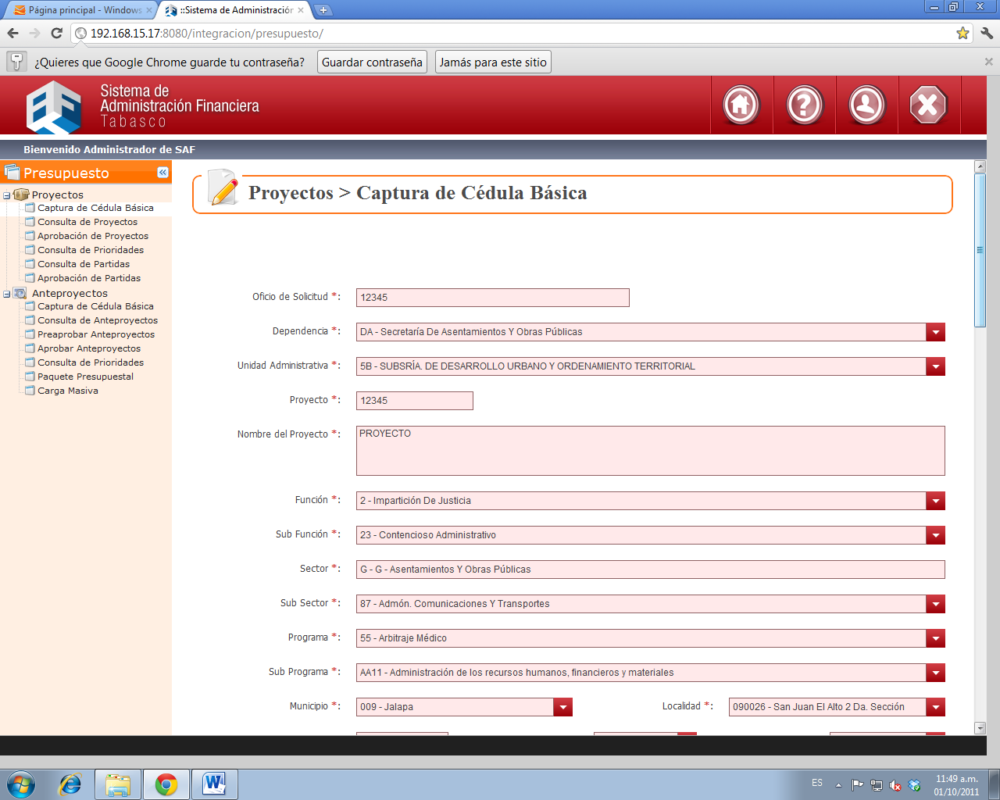 Página principal - Windows
::Sistema de Administración
192.168.15.17:8080/integracion/presupuesto/
¿Quieres que Google Chrome guarde tu contraseña? Guardar contraseña Jamás para este sitio
Sistema de
Administración Financiera
Tabasco
Bienvenido Administrador de SAF
Presupuesto
Proyectos
Captura de Cédula Básica
Consulta de Proyectos
Aprobación de Proyectos
Consulta de Prioridades
Consulta de Partidas
Aprobación de Partidas
Anteproyectos
Captura de Cédula Básica
Consulta de Anteproyectos
Preaprobar Anteproyectos
Aprobar Anteproyectos
Consulta de Prioridades
Paquete Presupuestal
Carga Masiva
Proyectos > Captura de Cédula Básica
Oficio de Solicitud *: 12345
Dependencia *: DA - Secretaría De Asentamientos Y Obras Públicas
Unidad Administrativa *: 5B - SUBSRÍA. DE DESARROLLO URBANO Y ORDENAMIENTO TERRITORIAL
Proyecto *: 12345
Nombre del Proyecto *: PROYECTO
Función *: 2 - Impartición De Justicia
Sub Función *: 23 - Contencioso Administrativo
Sector *: G - G - Asentamientos Y Obras Públicas
Sub Sector *: 87 - Admón. Comunicaciones Y Transportes
Programa *: 55 - Arbitraje Médico
Sub Programa *: AA11 - Administración de los recursos humanos, financieros y materiales
Municipio *: 009 - Jalapa Localidad *: 090026 - San Juan El Alto 2 Da. Sección
ES
11:49 a.m.
01/10/2011